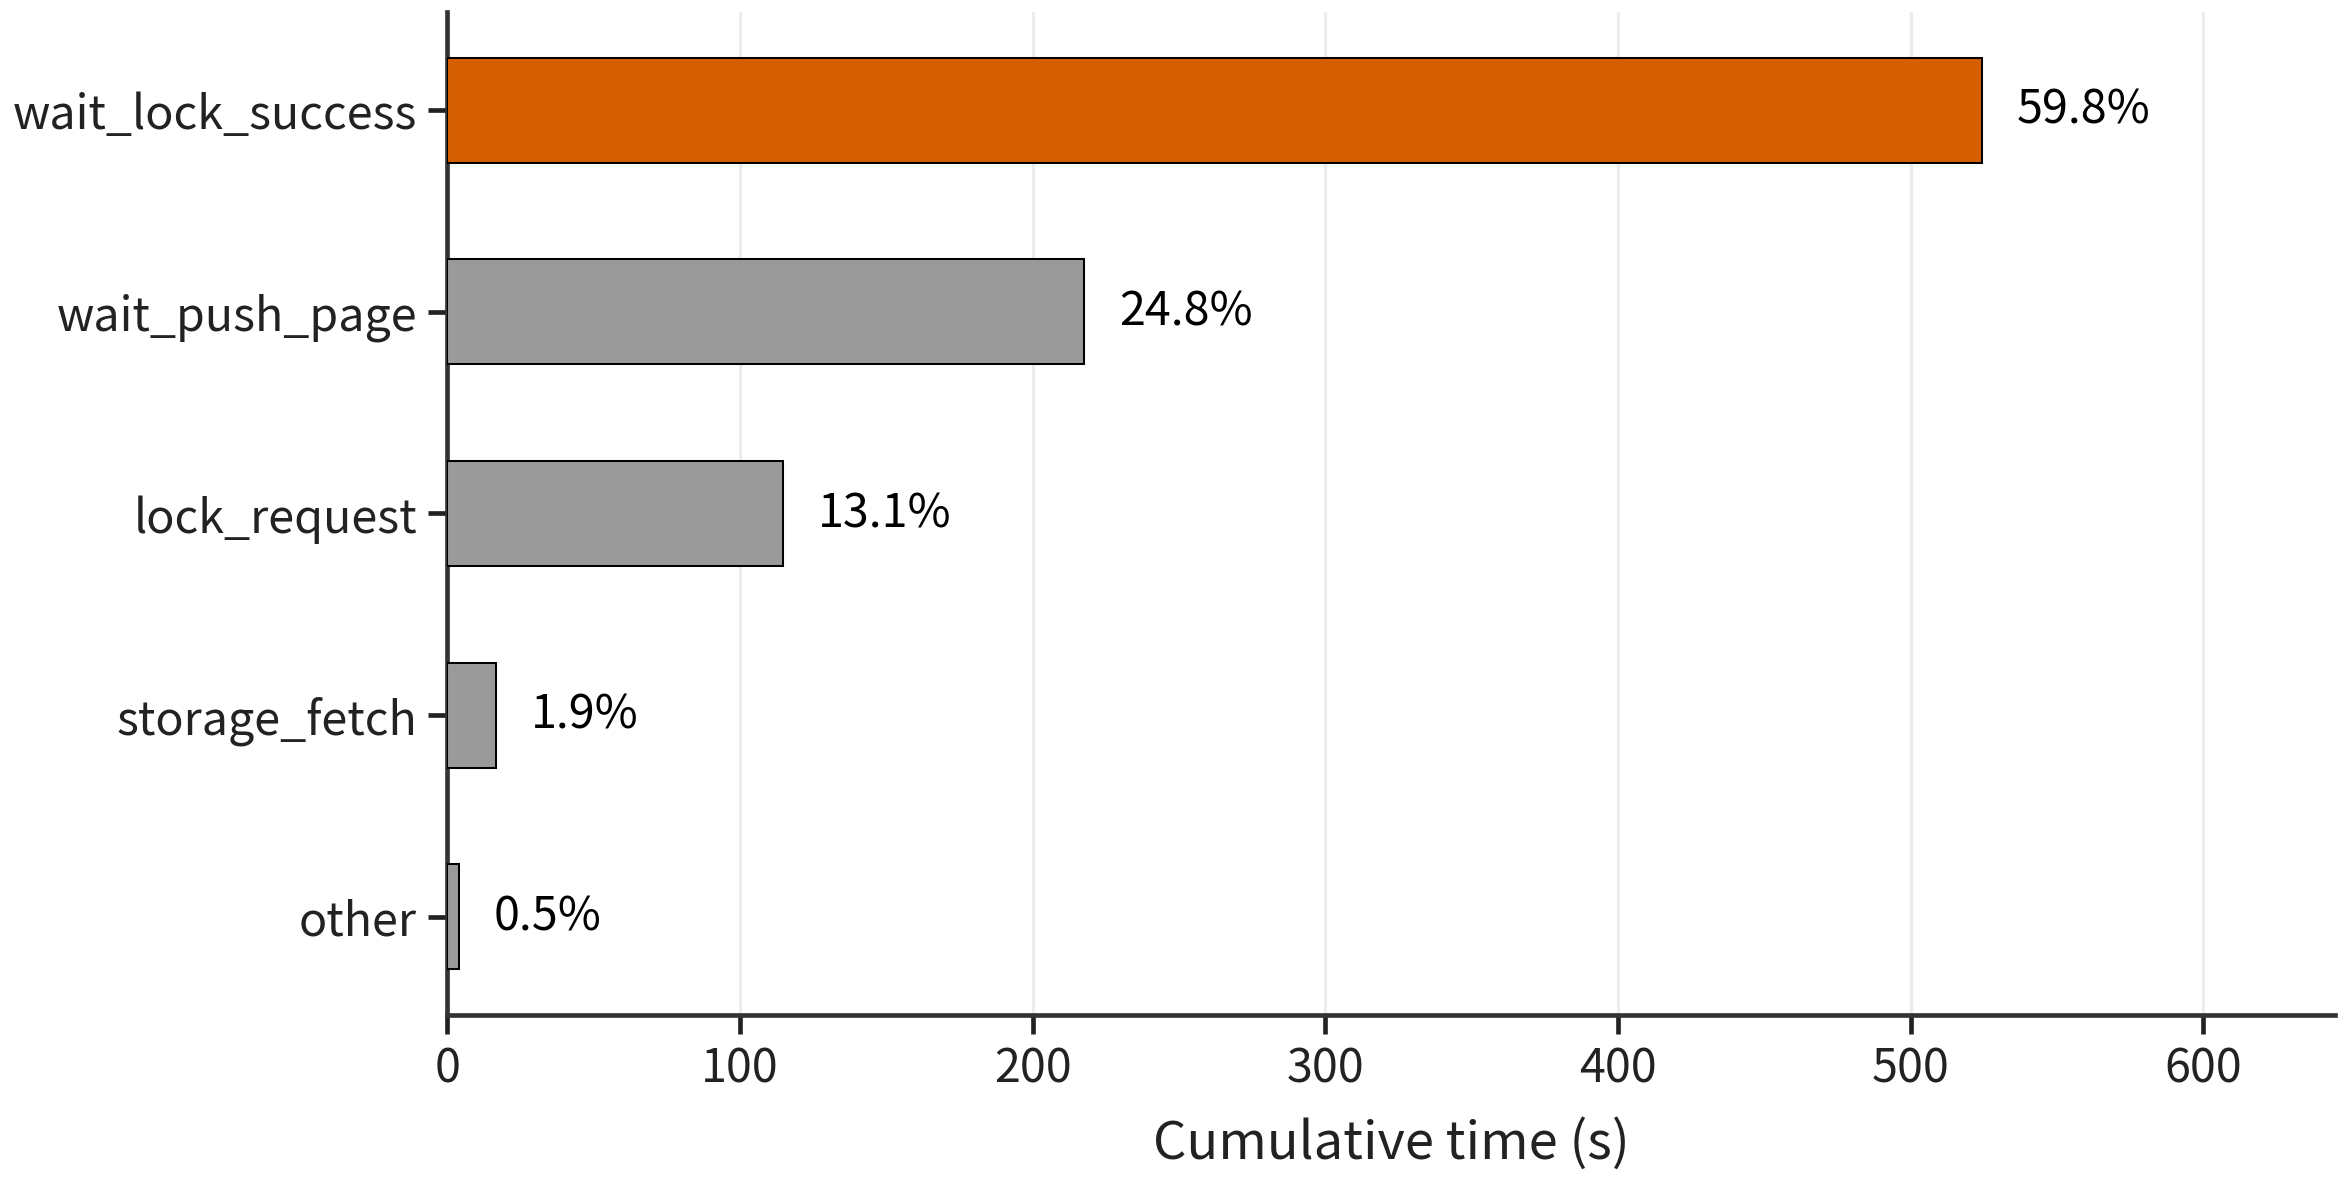 wait_lock_success 59.8%
wait_push_page 24.8%
lock_request 13.1%
storage_fetch 1.9%
other 0.5%
0 100 200 300 400 500 600
Cumulative time (s)